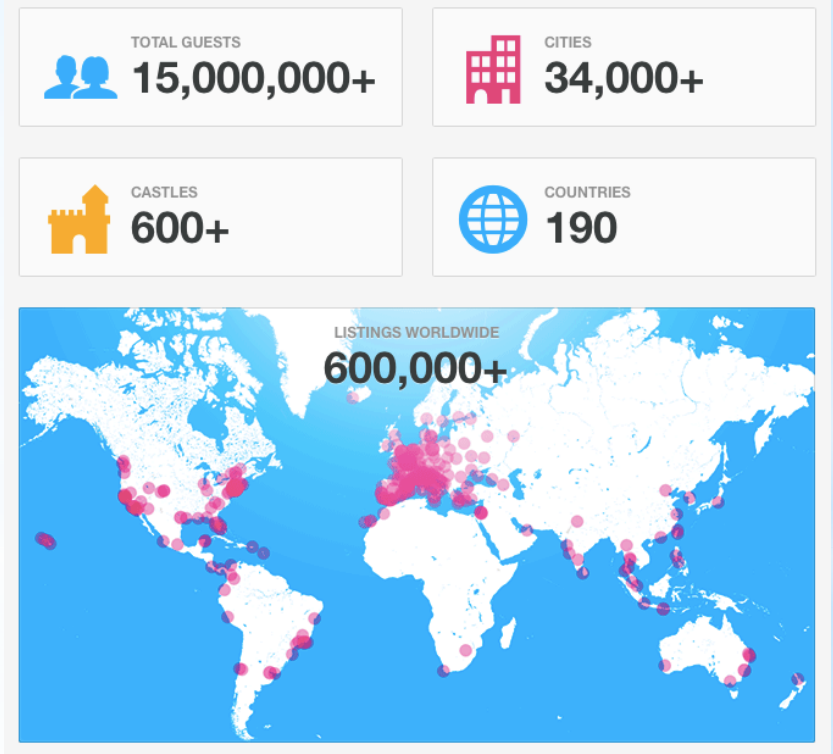 TOTAL GUESTS
15,000,000+
CITIES
34,000+
CASTLES
600+
COUNTRIES
190
LISTINGS WORLDWIDE
600,000+